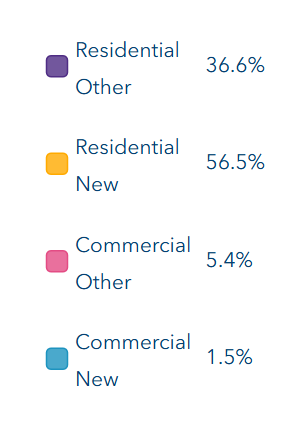 Residential
Other
36.6%
Residential
New
56.5%
Commercial
Other
5.4%
Commercial
New
1.5%